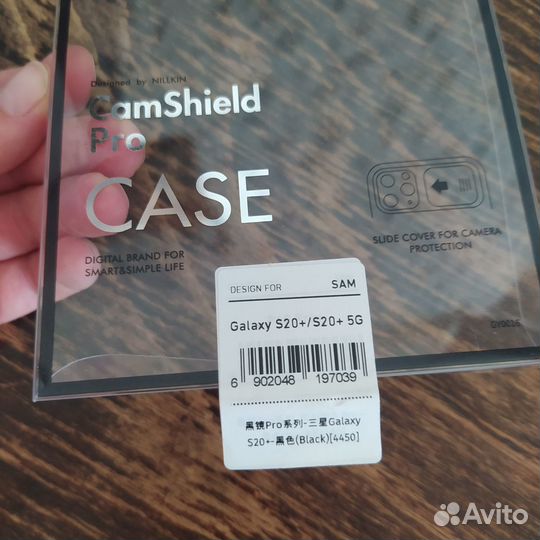 Designed by NILLKIN
CamShield
Pro
CASE
DIGITAL BRAND FOR
SMART&SIMPLE LIFE
SLIDE COVER FOR CAMERA
PROTECTION
DESIGN FOR SAM
Galaxy S20+/S20+ 5G
6 902048 197039
黑镜Pro系列-三星Galaxy
S20+-黑色(Black)[4450]
Avito